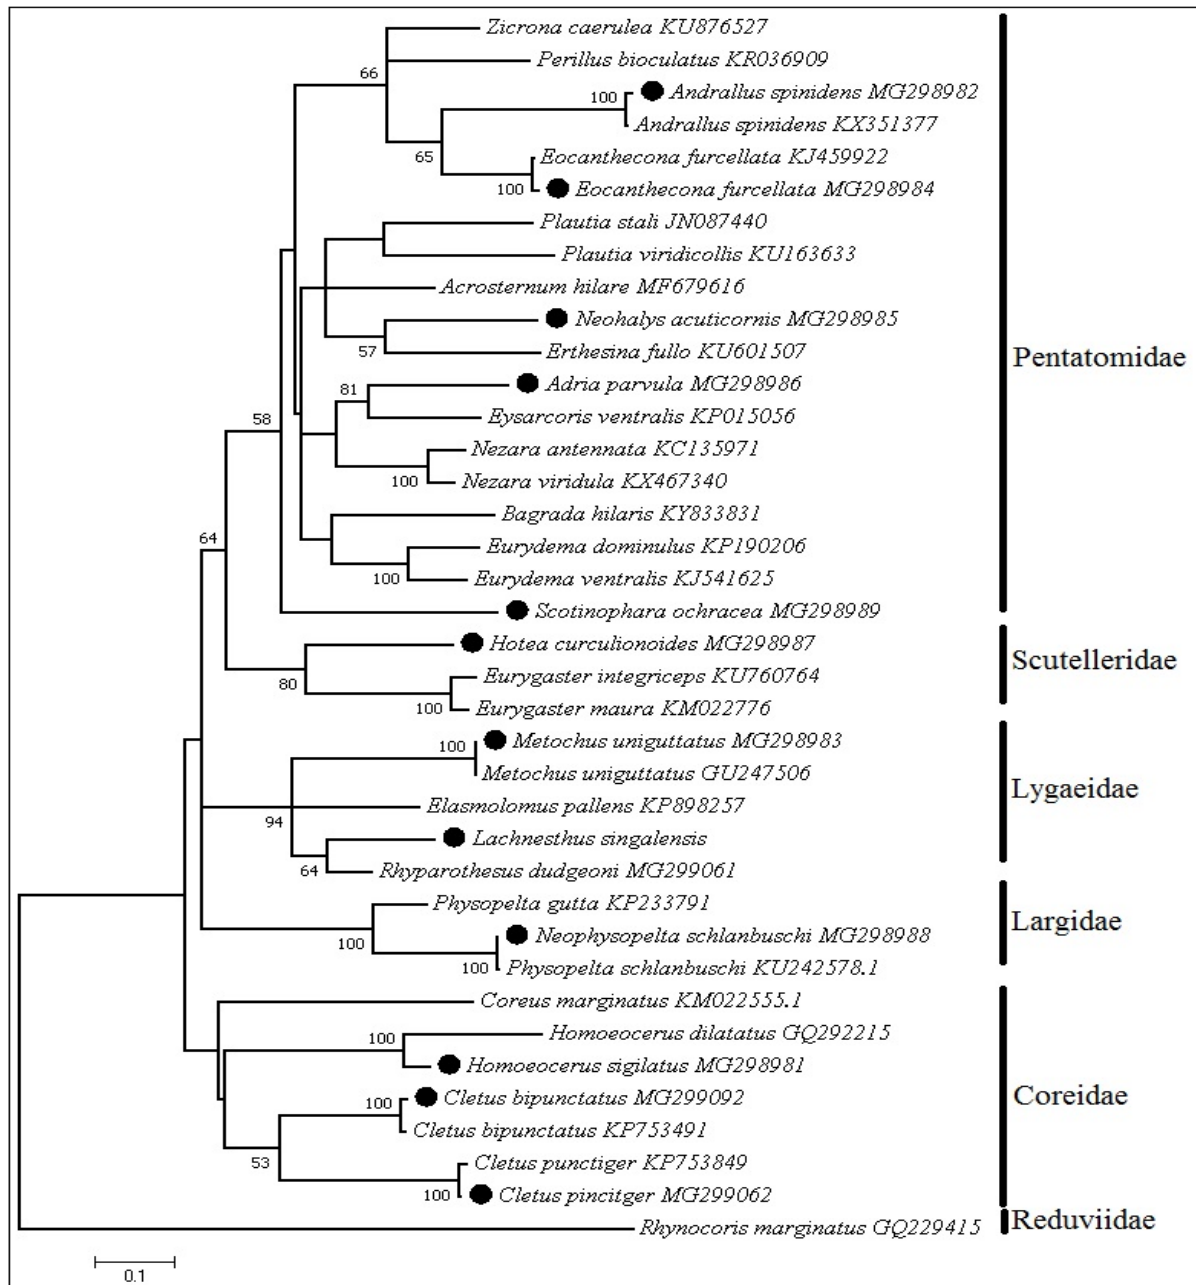 Zicrona caerulea KU876527
66
Perillus bioculatus KR036909
100
Andrallus spinidens MG298982
Andrallus spinidens KX351377
65
Eocanthecona furcellata KJ459922
100
Eocanthecona furcellata MG298984
Plautia stali JN087440
Plautia viridicollis KU163633
Acrosternum hilare MF679616
Neohalys acuticornis MG298985
57
Erthesina fullo KU601507
Pentatomidae
81
Adria parvula MG298986
Eysarcoris ventralis KP015056
58
Nezara antennata KC135971
100
Nezara viridula KX467340
Bagrada hilaris KY833831
64
Eurydema dominulus KP190206
100
Eurydema ventralis KJ541625
Scotinophara ochracea MG298989
Hotea curculionoides MG298987
Scutelleridae
80
Eurygaster integriceps KU760764
100
Eurygaster maura KM022776
100
Metochus uniguttatus MG298983
Metochus uniguttatus GU247506
Lygaeidae
94
Elasmolomus pallens KP898257
Lachnesthus singalensis
64
Rhyparothesus dudgeoni MG299061
Physopelta gutta KP233791
Largidae
100
Neophysopelta schlanbuschi MG298988
100
Physopelta schlanbuschi KU242578.1
Coreus marginatus KM022555.1
100
Homoeocerus dilatatus GQ292215
Homoeocerus sigilatus MG298981
Coreidae
100
Cletus bipunctatus MG299092
Cletus bipunctatus KP753491
53
Cletus punctiger KP753849
100
Cletus pincitger MG299062
Reduviidae
Rhynocoris marginatus GQ229415
0.1